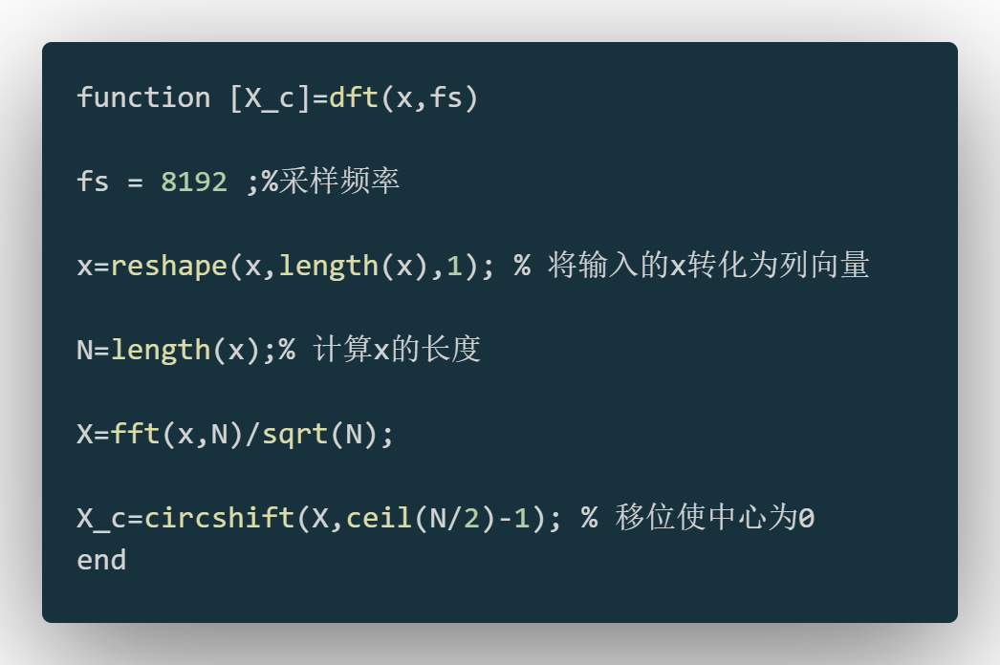 function [X_c]=dft(x,fs)
fs = 8192 ;%采样频率
x=reshape(x,length(x),1); % 将输入的x转化为列向量
N=length(x);% 计算x的长度
X=fft(x,N)/sqrt(N);
X_c=circshift(X,ceil(N/2)-1); % 移位使中心为0
end